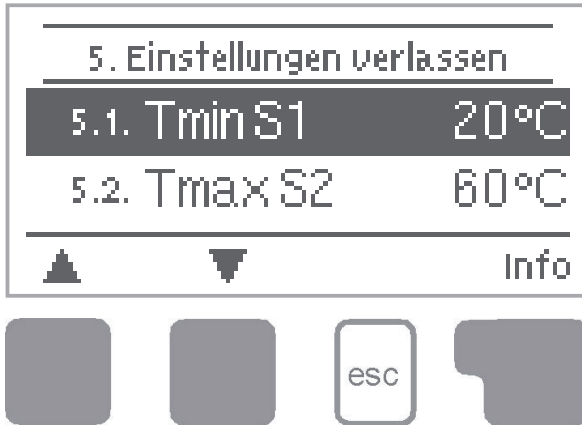 5. Einstellungen verlassen
5.1. Tmin S1 20°C
5.2. Tmax S2 60°C
Info
esc